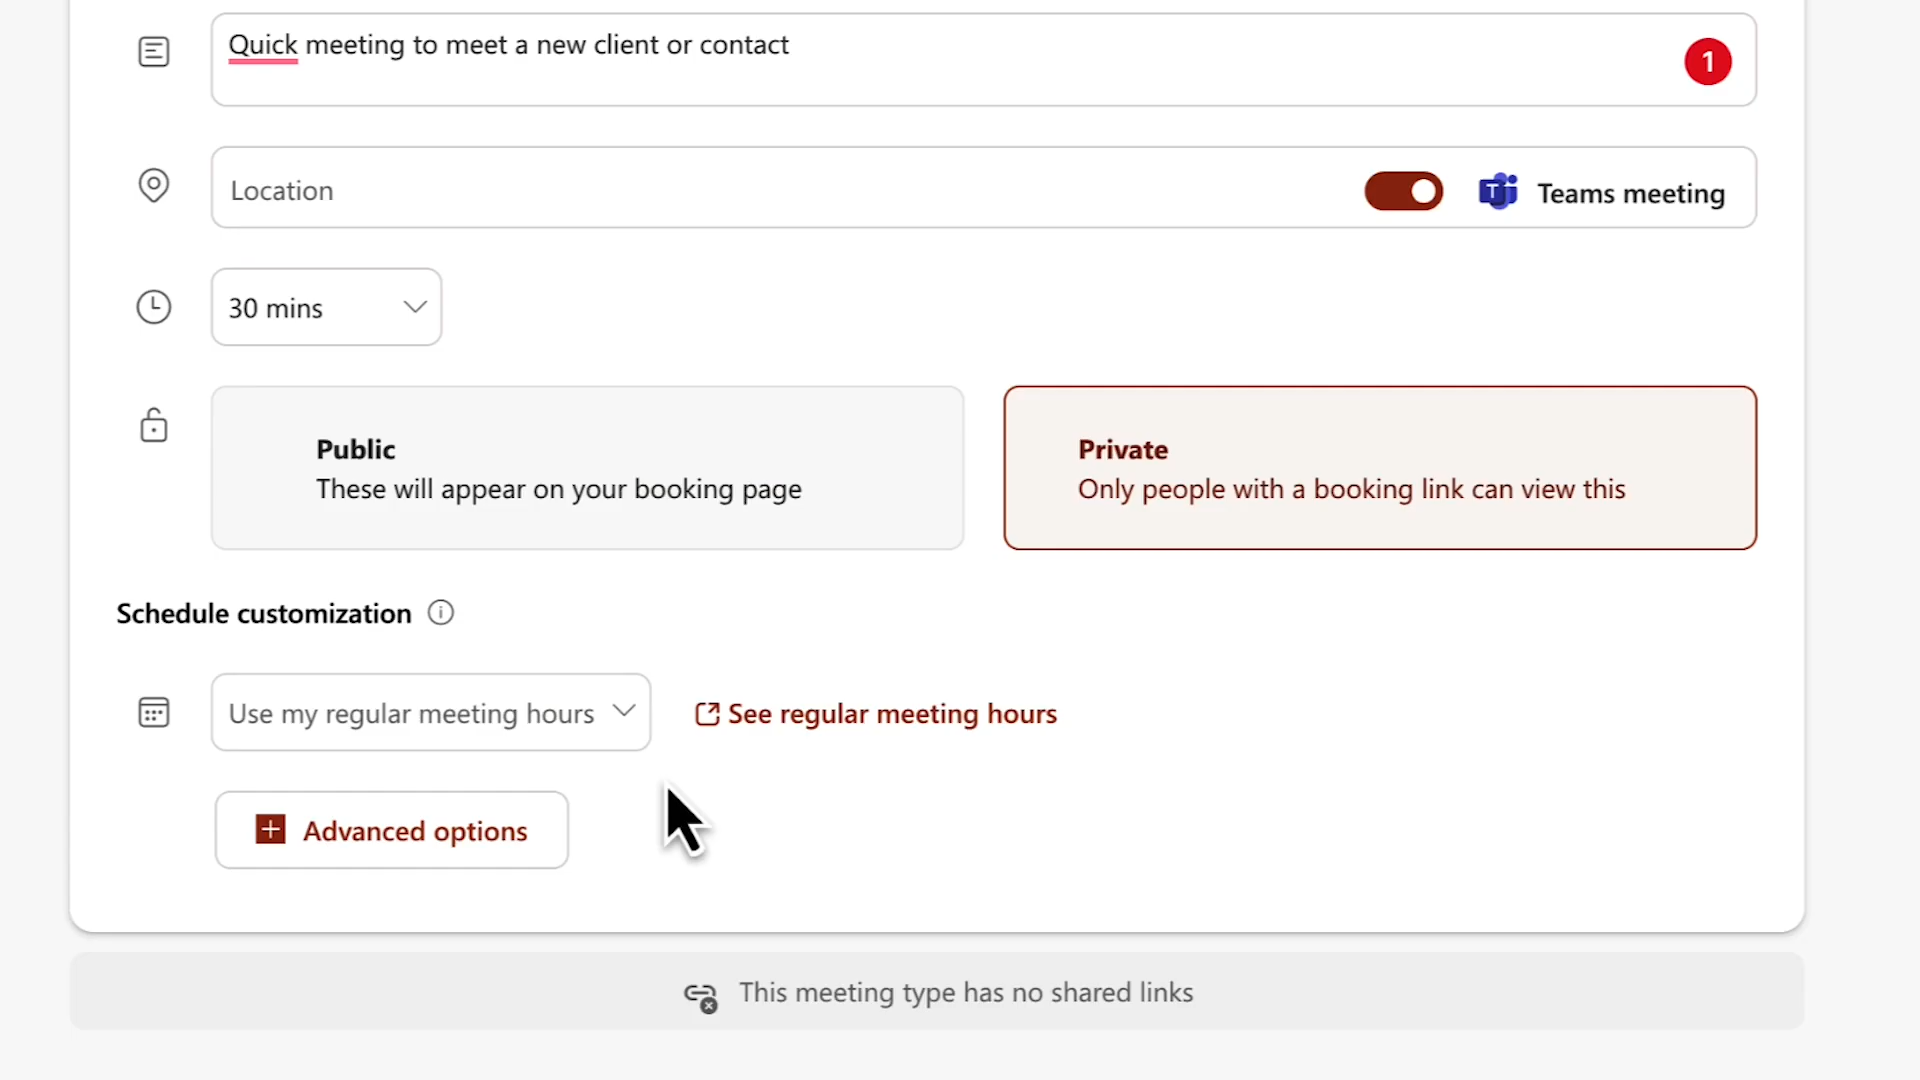 Quick meeting to meet a new client or contact
1
Location
Teams meeting
30 mins
Public
These will appear on your booking page
Private
Only people with a booking link can view this
Schedule customization
Use my regular meeting hours
See regular meeting hours
Advanced options
This meeting type has no shared links